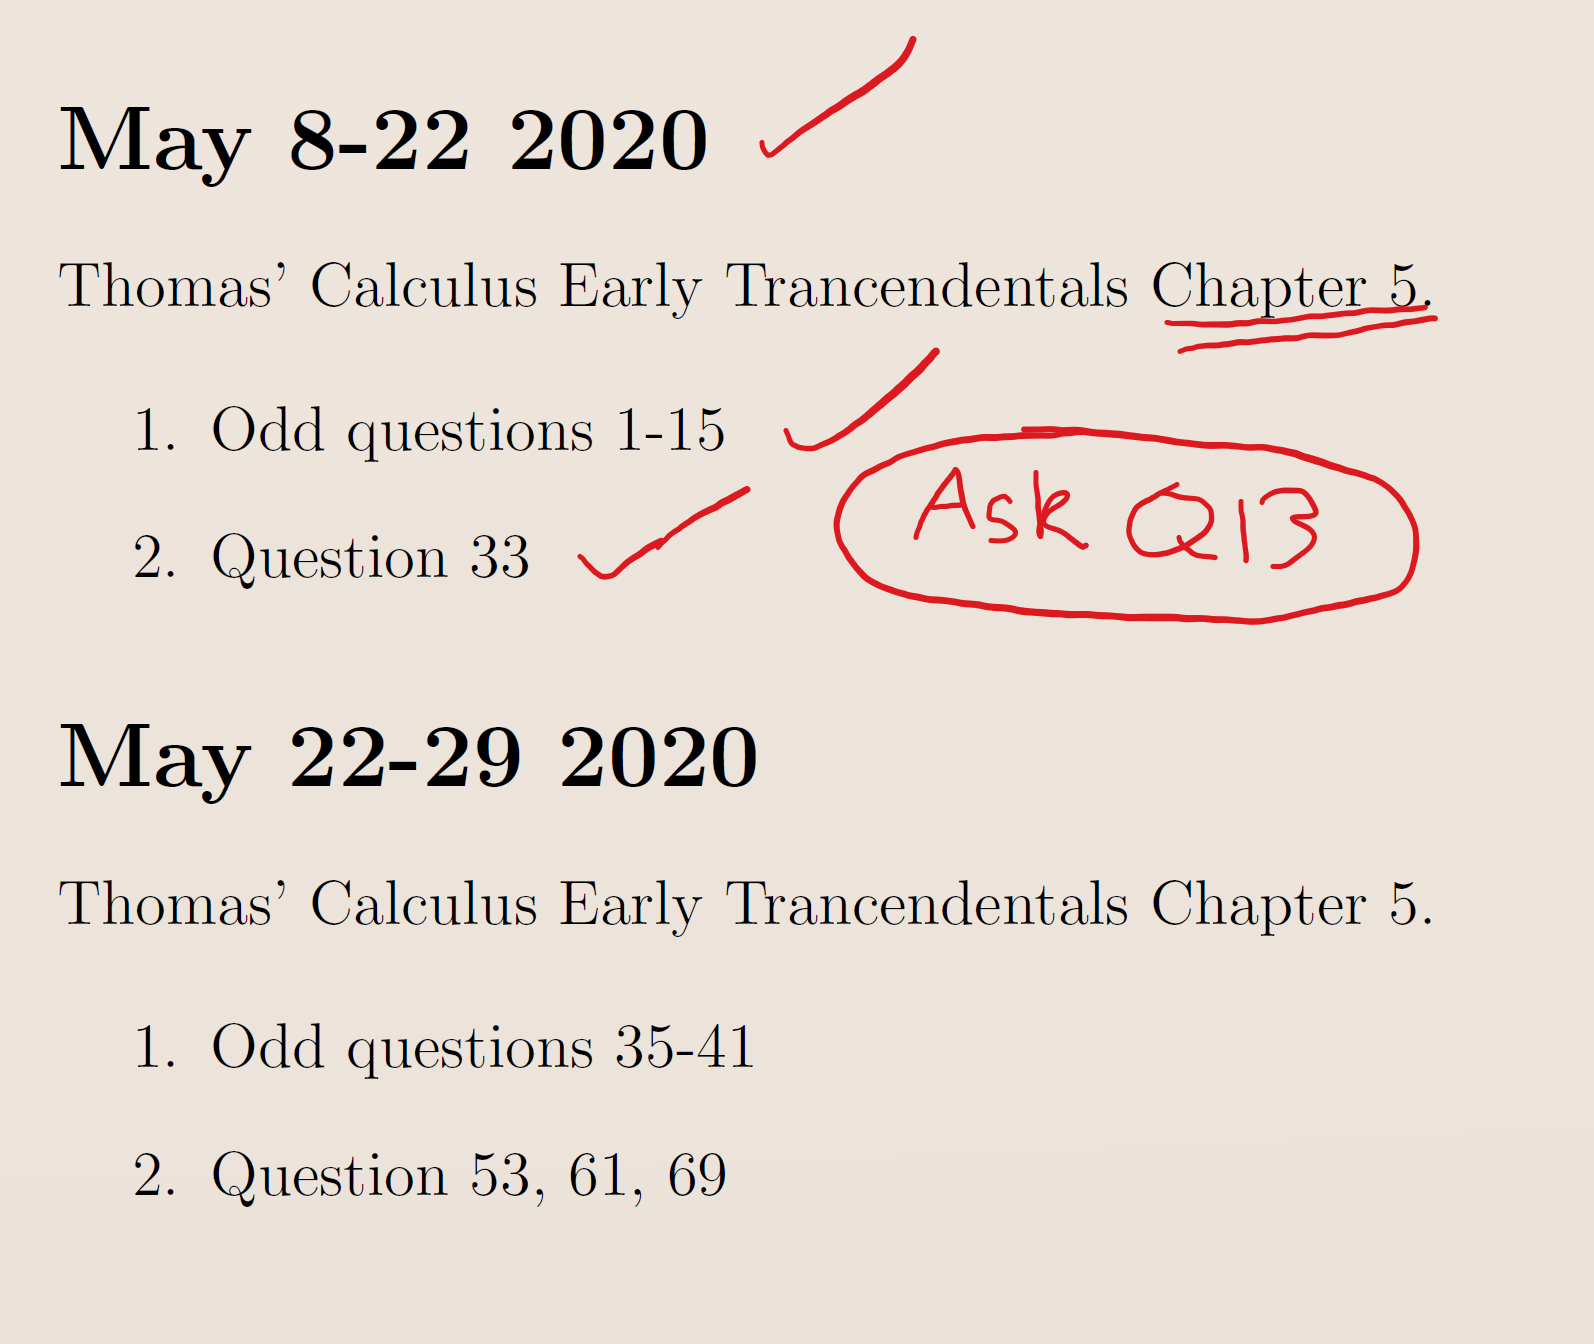 May 8-22 2020
Thomas' Calculus Early Trancendentals Chapter 5.
1. Odd questions 1-15
Ask Q13
2. Question 33
May 22-29 2020
Thomas' Calculus Early Trancendentals Chapter 5.
1. Odd questions 35-41
2. Question 53, 61, 69